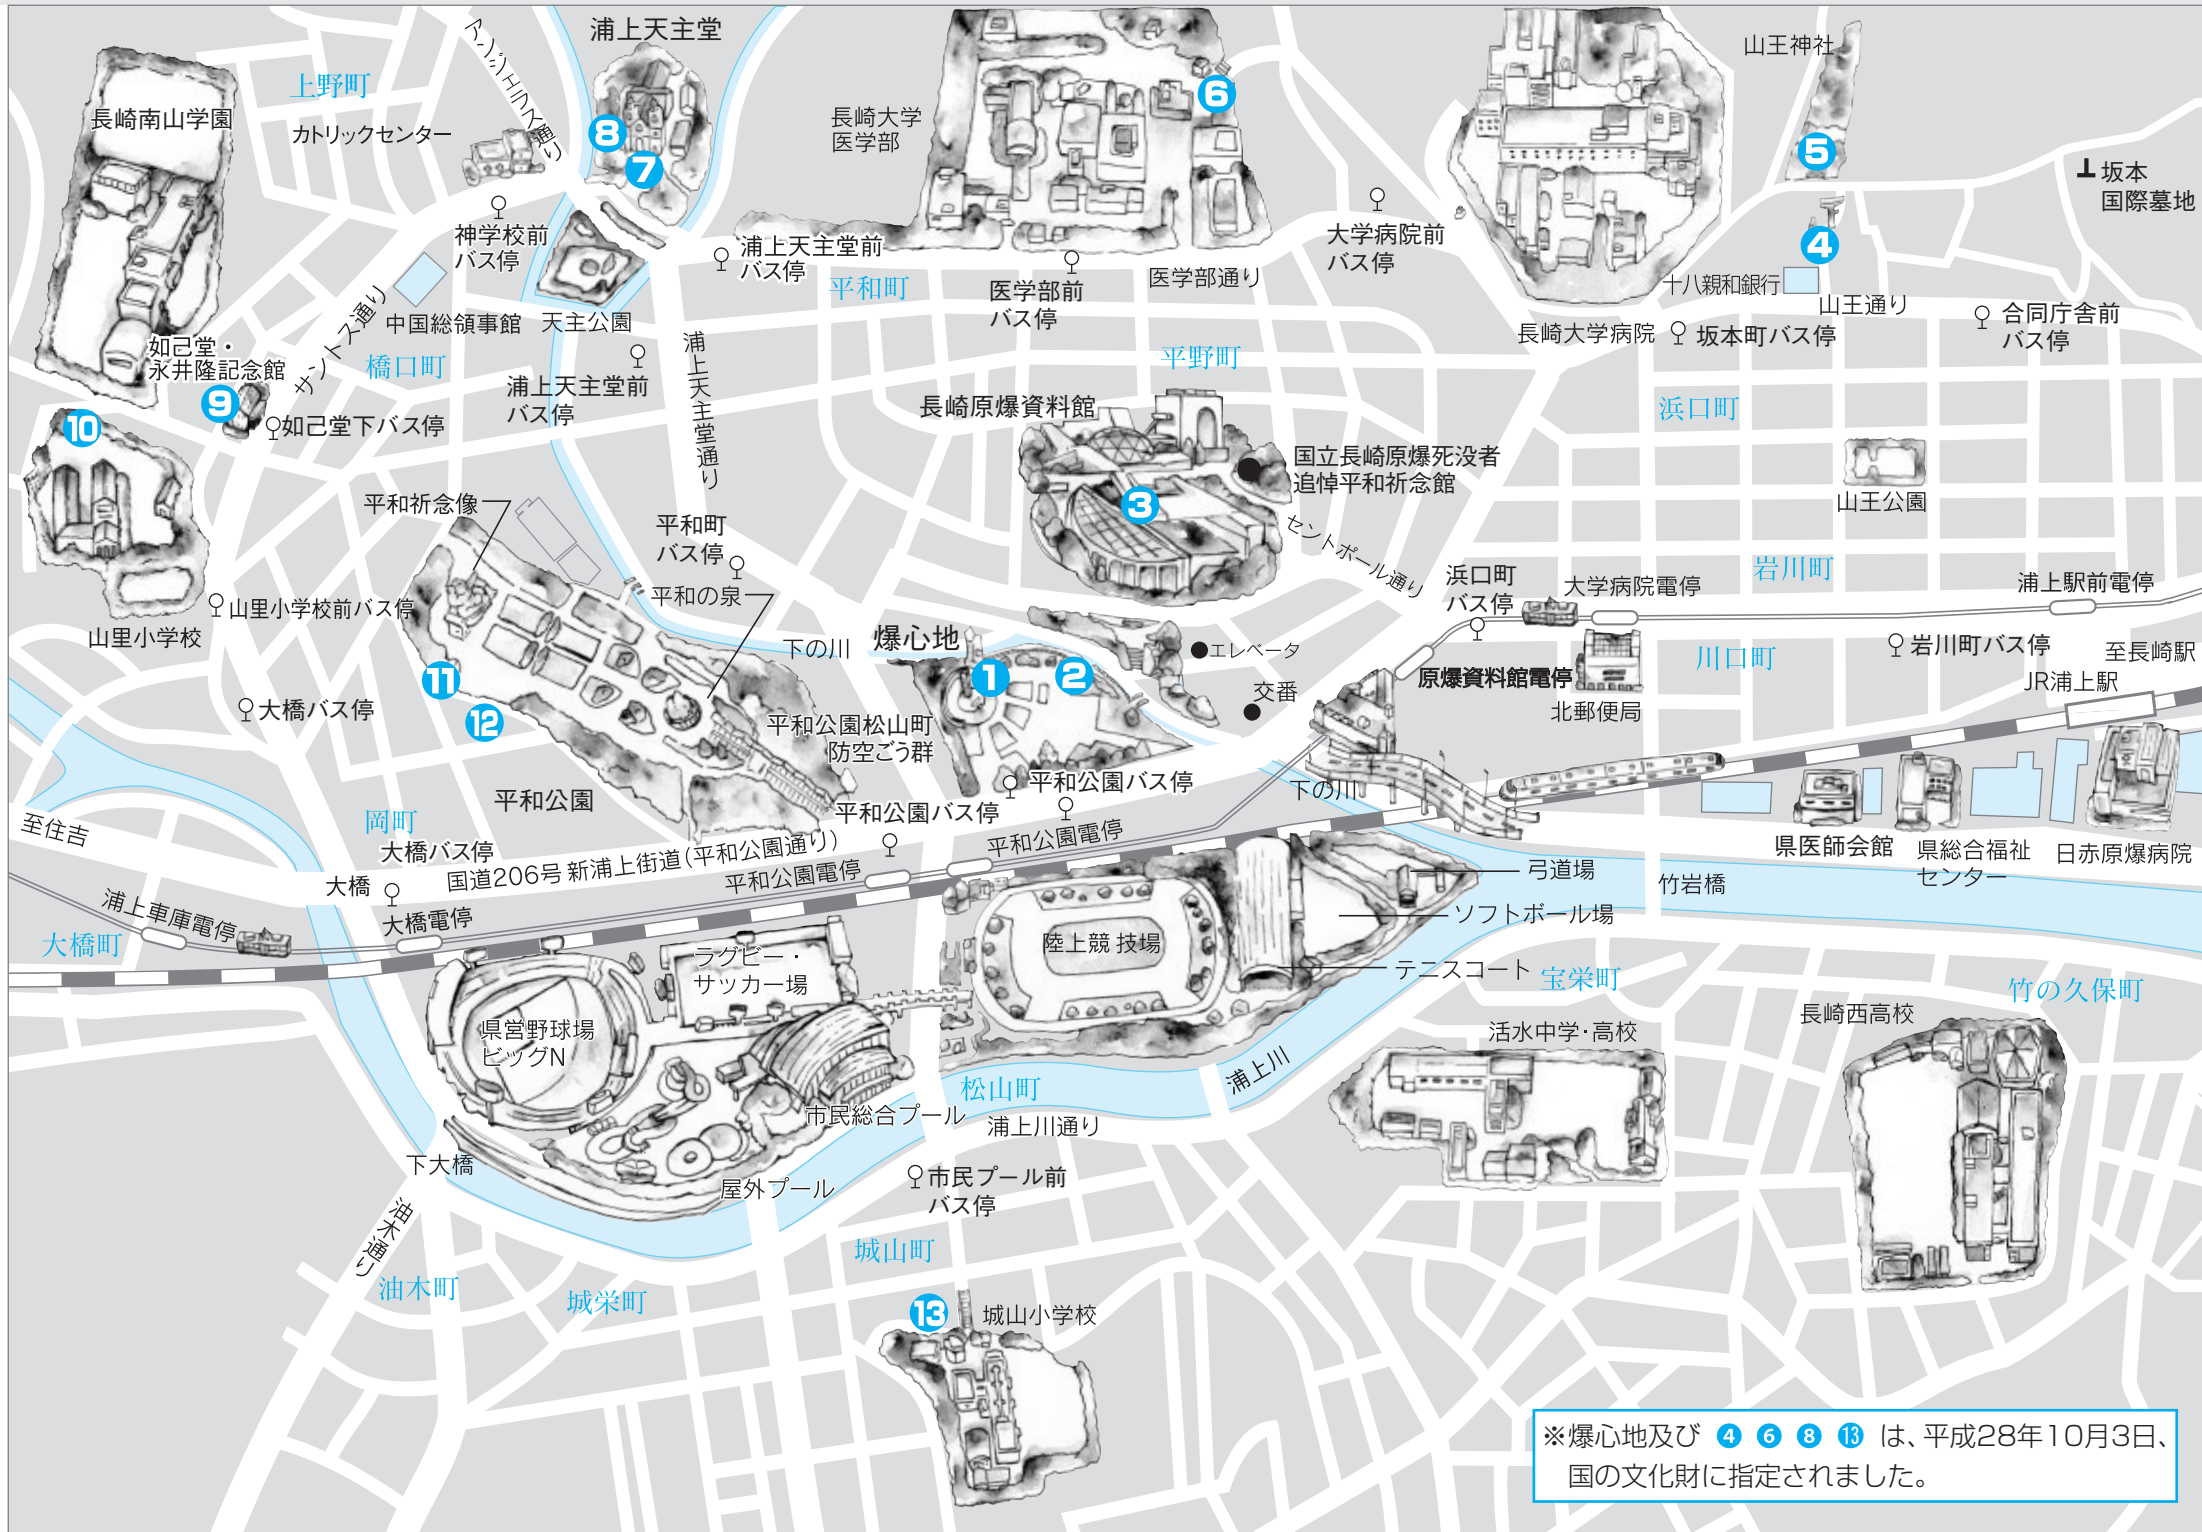 浦上天主堂
アンジェラス通り
上野町
長崎南山学園
カトリックセンター
8
7
神学校前
バス停
浦上天主堂前
バス停
長崎大学
医学部
6
平和町
医学部前
バス停
医学部通り
大学病院前
バス停
山王神社
5
坂本
国際墓地
4
十八親和銀行
山王通り
長崎大学病院
坂本町バス停
合同庁舎前
バス停
中国総領事館
天主公園
サントス通り
橋口町
如己堂・
永井隆記念館
9
如己堂下バス停
浦上天主堂前
バス停
浦上天主堂通り
平野町
長崎原爆資料館
3
国立長崎原爆死没者
追悼平和祈念館
セントポール通り
浜口町
山王公園
岩川町
10
山里小学校
山里小学校前バス停
平和祈念像
平和町
バス停
平和の泉
下の川
爆心地
1
2
エレベータ
交番
浜口町
バス停
大学病院電停
浦上駅前電停
原爆資料館電停
北郵便局
川口町
岩川町バス停
至長崎駅
JR浦上駅
11
12
大橋バス停
平和公園松山町
防空ごう群
平和公園
平和公園バス停
平和公園バス停
下の川
至住吉
岡町
大橋バス停
国道206号 新浦上街道(平和公園通り)
平和公園電停
平和公園電停
大橋
大橋電停
浦上車庫電停
大橋町
県医師会館
県総合福祉
センター
日赤原爆病院
弓道場
竹岩橋
ソフトボール場
陸上競技場
テニスコート
宝栄町
竹の久保町
ラグビー・
サッカー場
県営野球場
ビッグN
長崎西高校
活水中学・高校
松山町
浦上川
市民総合プール
浦上川通り
下大橋
屋外プール
市民プール前
バス停
油木通り
城山町
油木町
城栄町
13
城山小学校
※爆心地及び 4 6 8 13 は、平成28年10月3日、
国の文化財に指定されました。